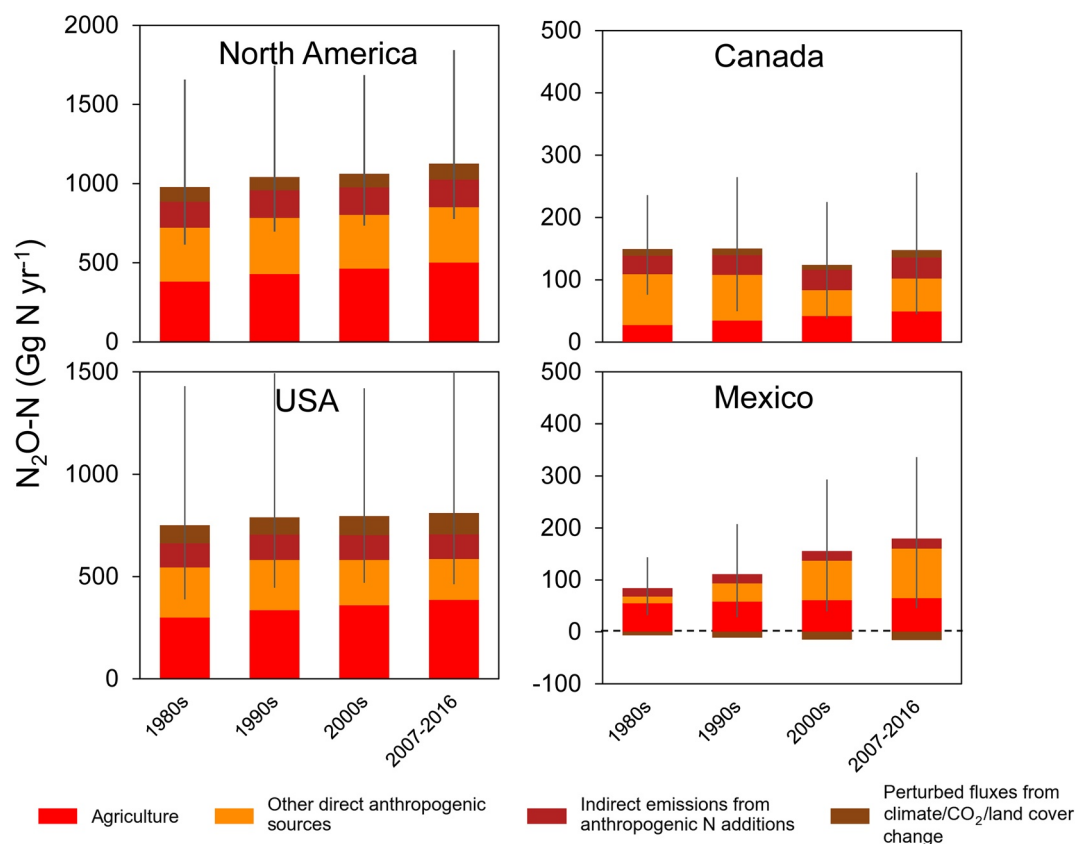 N₂O-N (Gg N yr⁻¹)
North America
2000
1500
1000
500
0
Canada
500
400
300
200
100
0
USA
1500
1000
500
0
1980s
1990s
2000s
2007-2016
Mexico
500
400
300
200
100
0
-100
1980s
1990s
2000s
2007-2016
Agriculture
Other direct anthropogenic
sources
Indirect emissions from
anthropogenic N additions
Perturbed fluxes from
climate/CO₂/land cover
change